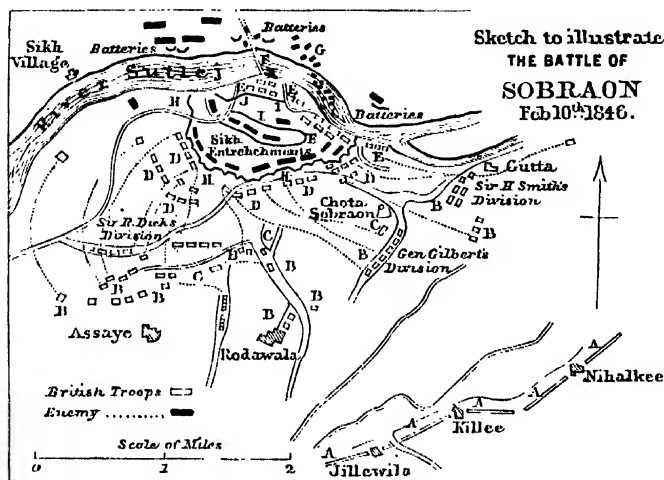 Sketch to illustrate
THE BATTLE OF
SOBRAON
Feb 10th 1846.
Batteries
Batteries
G
Sikh
Village
River Sutlej
F
E
E
H
J
I
I
Batteries
Sikh
Entrenchments
E
E
D
D
D
H
H
D
D
D
Gutta
Sir H Smith's
Division
B
B
B
Chota
Sobraon
C
Sir R. Dicks
Division
C
B
B
Gen Gilbert's
Division
B
C
B
B
B
B
B
Assaye
Rodawala
British Troops
Enemy
Scale of Miles
0 1 2
A
Nihalkee
A
A
Killee
A
A
Jillewila